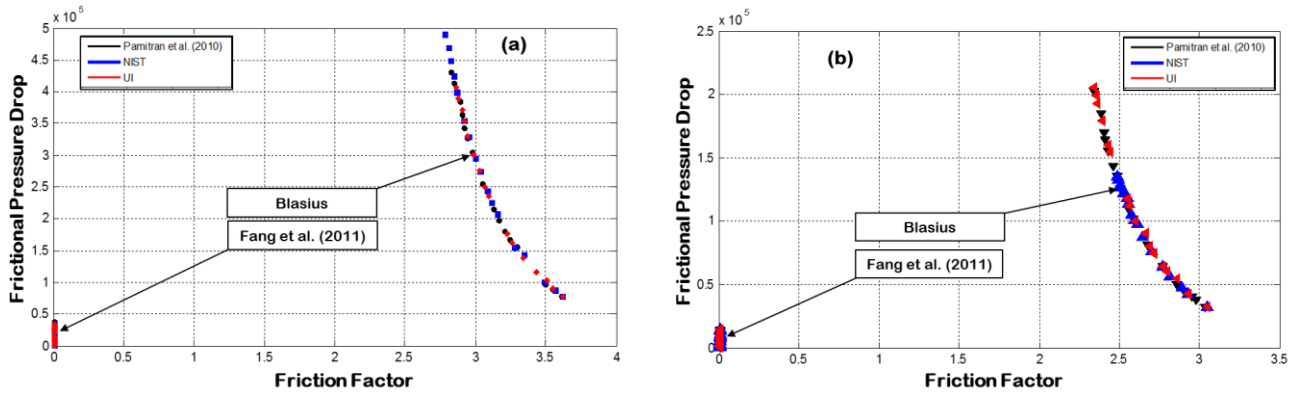 × 10⁵
5
4.5
4
3.5
3
2.5
2
1.5
1
0.5
0
Frictional Pressure Drop
Pamitran et al. (2010)
NIST
UI
(a)
Blasius
Fang et al. (2011)
0 0.5 1 1.5 2 2.5 3 3.5 4
Friction Factor
x 10⁵
2.5
2
1.5
1
0.5
0
Frictional Pressure Drop
(b)
Pamitran et al. (2010)
NIST
UI
Blasius
Fang et al. (2011)
0 0.5 1 1.5 2 2.5 3 3.5
Friction Factor